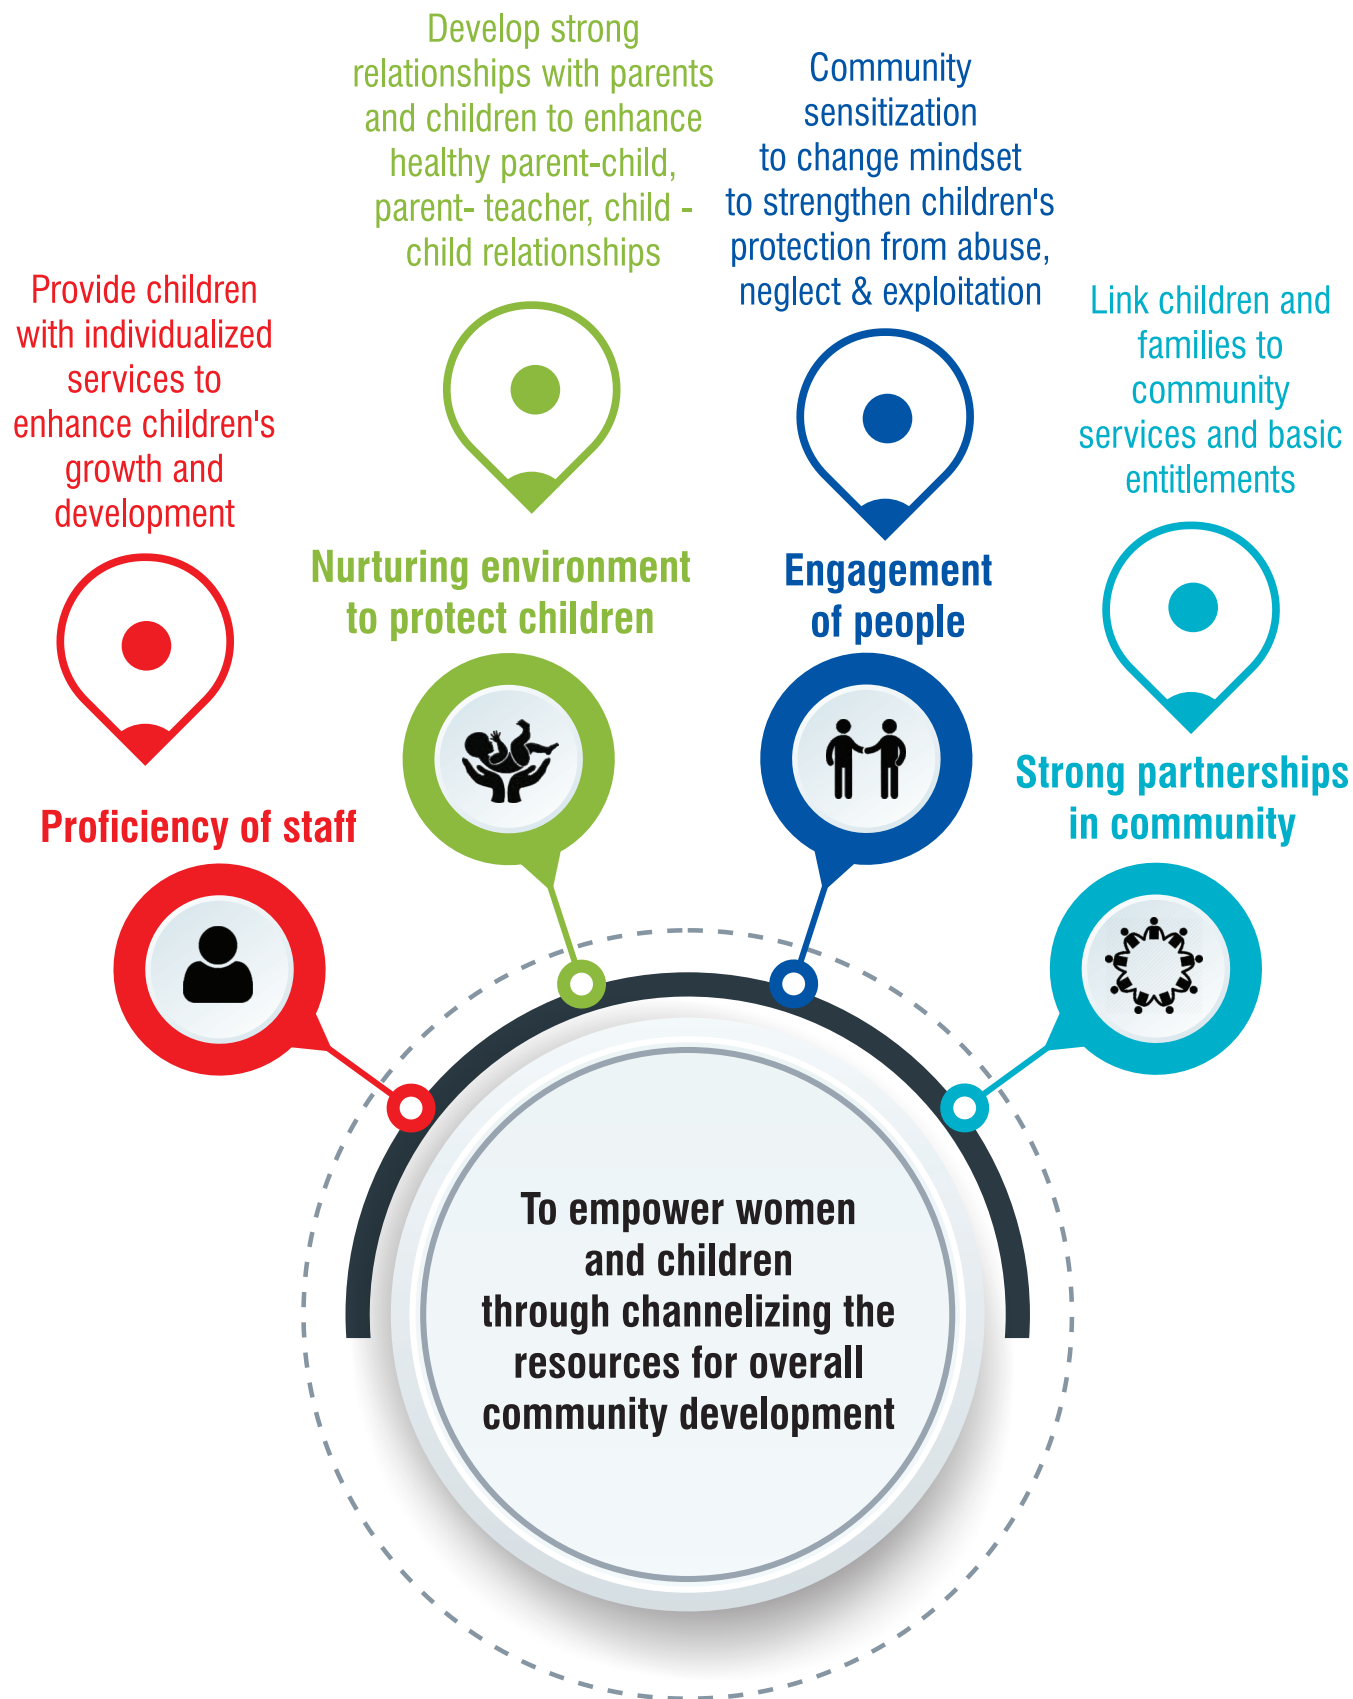 Provide children
with individualized
services to
enhance children's
growth and
development
Proficiency of staff
Develop strong
relationships with parents
and children to enhance
healthy parent-child,
parent- teacher, child -
child relationships
Nurturing environment
to protect children
Community
sensitization
to change mindset
to strengthen children's
protection from abuse,
neglect & exploitation
Engagement
of people
Link children and
families to
community
services and basic
entitlements
Strong partnerships
in community
To empower women
and children
through channelizing the
resources for overall
community development